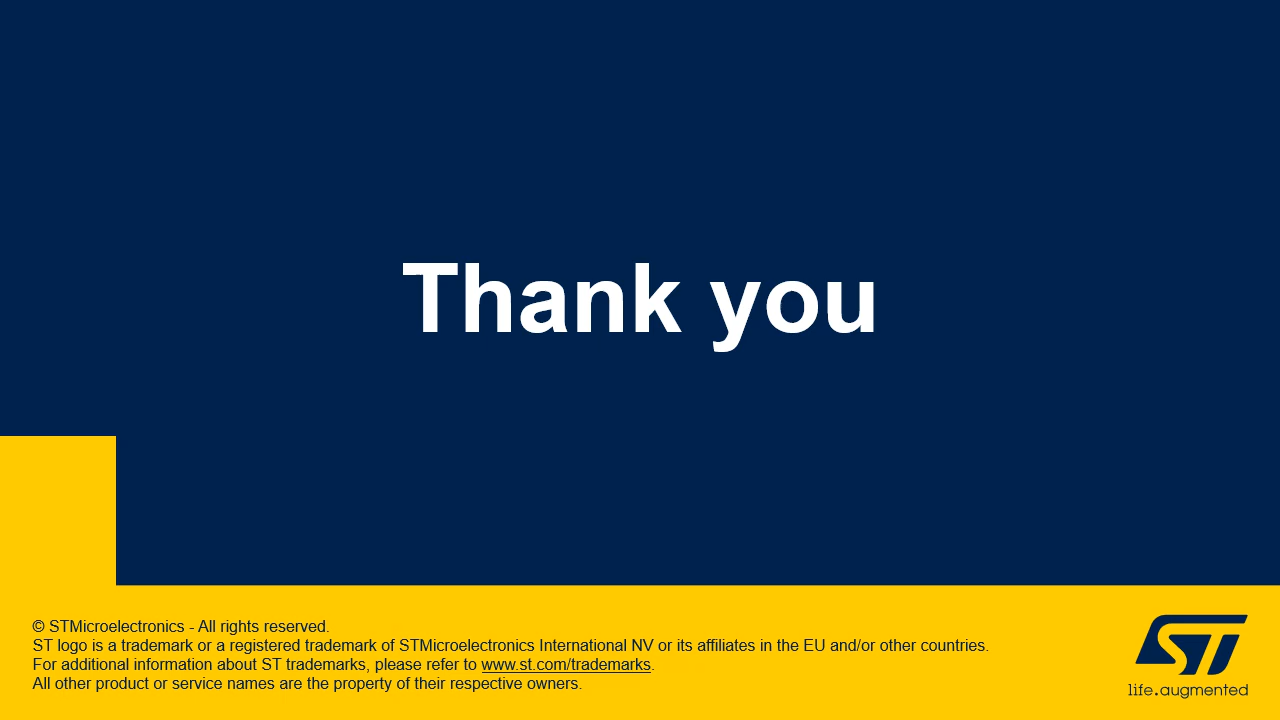 Thank you
© STMicroelectronics - All rights reserved.
ST logo is a trademark or a registered trademark of STMicroelectronics International NV or its affiliates in the EU and/or other countries.
For additional information about ST trademarks, please refer to www.st.com/trademarks.
All other product or service names are the property of their respective owners.
ST
life.augmented